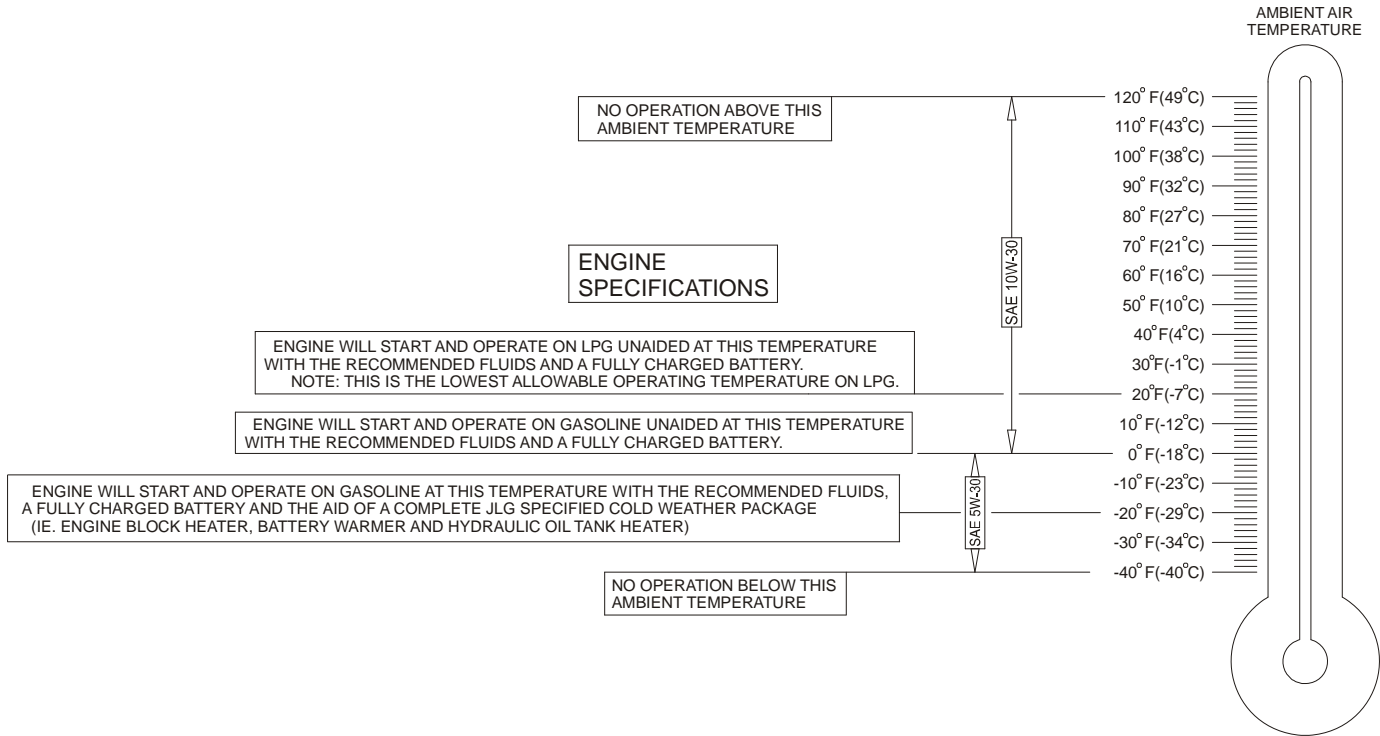 AMBIENT AIR
TEMPERATURE
NO OPERATION ABOVE THIS
AMBIENT TEMPERATURE
120° F(49°C)
110° F(43°C)
100° F(38°C)
90° F(32°C)
80° F(27°C)
70° F(21°C)
60° F(16°C)
50° F(10°C)
40°F(4°C)
30°F(-1°C)
20°F(-7°C)
10°F(-12°C)
0° F(-18°C)
-10° F(-23°C)
-20° F(-29°C)
-30° F(-34°C)
-40° F(-40°C)
SAE 10W-30
ENGINE
SPECIFICATIONS
ENGINE WILL START AND OPERATE ON LPG UNAIDED AT THIS TEMPERATURE
WITH THE RECOMMENDED FLUIDS AND A FULLY CHARGED BATTERY.
NOTE: THIS IS THE LOWEST ALLOWABLE OPERATING TEMPERATURE ON LPG.
ENGINE WILL START AND OPERATE ON GASOLINE UNAIDED AT THIS TEMPERATURE
WITH THE RECOMMENDED FLUIDS AND A FULLY CHARGED BATTERY.
ENGINE WILL START AND OPERATE ON GASOLINE AT THIS TEMPERATURE WITH THE RECOMMENDED FLUIDS,
A FULLY CHARGED BATTERY AND THE AID OF A COMPLETE JLG SPECIFIED COLD WEATHER PACKAGE
(IE. ENGINE BLOCK HEATER, BATTERY WARMER AND HYDRAULIC OIL TANK HEATER)
SAE 5W-30
NO OPERATION BELOW THIS
AMBIENT TEMPERATURE